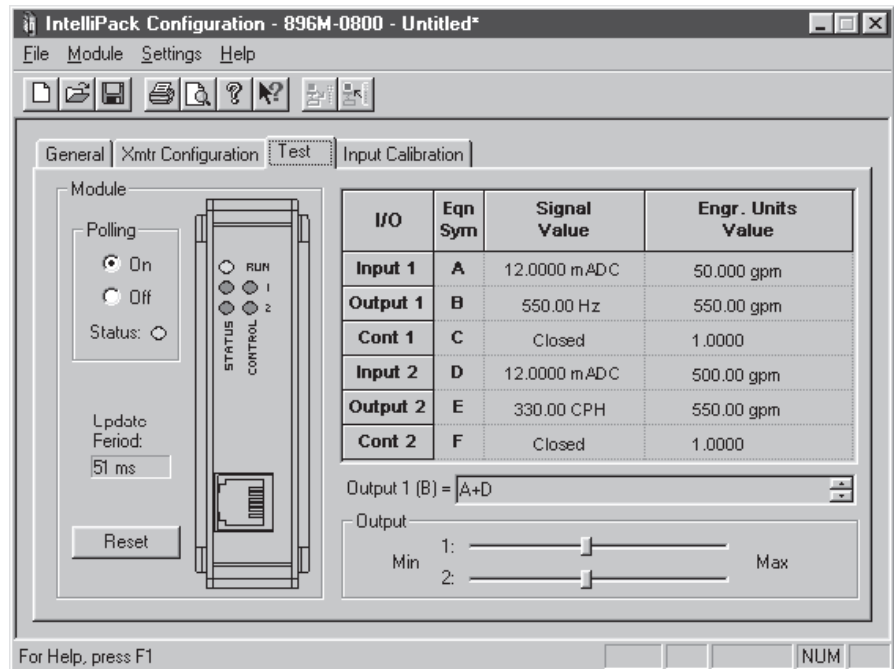 IntelliPack Configuration - 896M-0800 - Untitled*
File Module Settings Help
General Xmtr Configuration Test Input Calibration
Module
Polling
On
Off
Status:
RUN
1
2
STATUS
CONTROL
Update
Period:
51 ms
Reset
I/O Eqn Sym Signal Value Engr. Units Value
Input 1 A 12.0000 mADC 50.000 gpm
Output 1 B 550.00 Hz 550.00 gpm
Cont 1 C Closed 1.0000
Input 2 D 12.0000 mADC 500.00 gpm
Output 2 E 330.00 CPH 550.00 gpm
Cont 2 F Closed 1.0000
Output 1 (B) = A+D
Output
Min 1: Max
2:
For Help, press F1 NUM